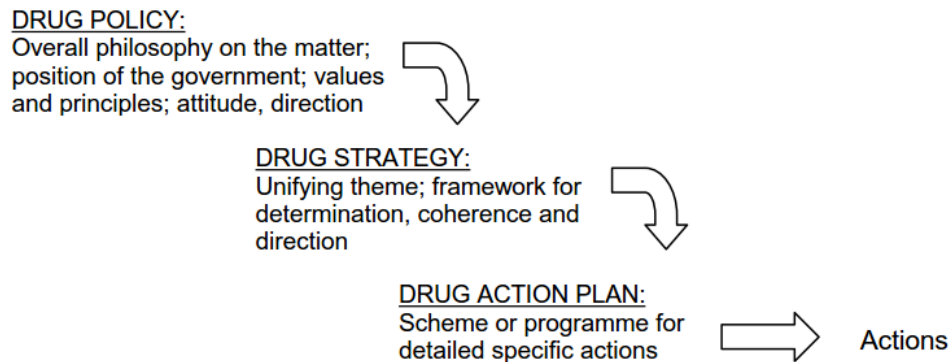 DRUG POLICY:
Overall philosophy on the matter;
position of the government; values
and principles; attitude, direction
DRUG STRATEGY:
Unifying theme; framework for
determination, coherence and
direction
DRUG ACTION PLAN:
Scheme or programme for
detailed specific actions
Actions